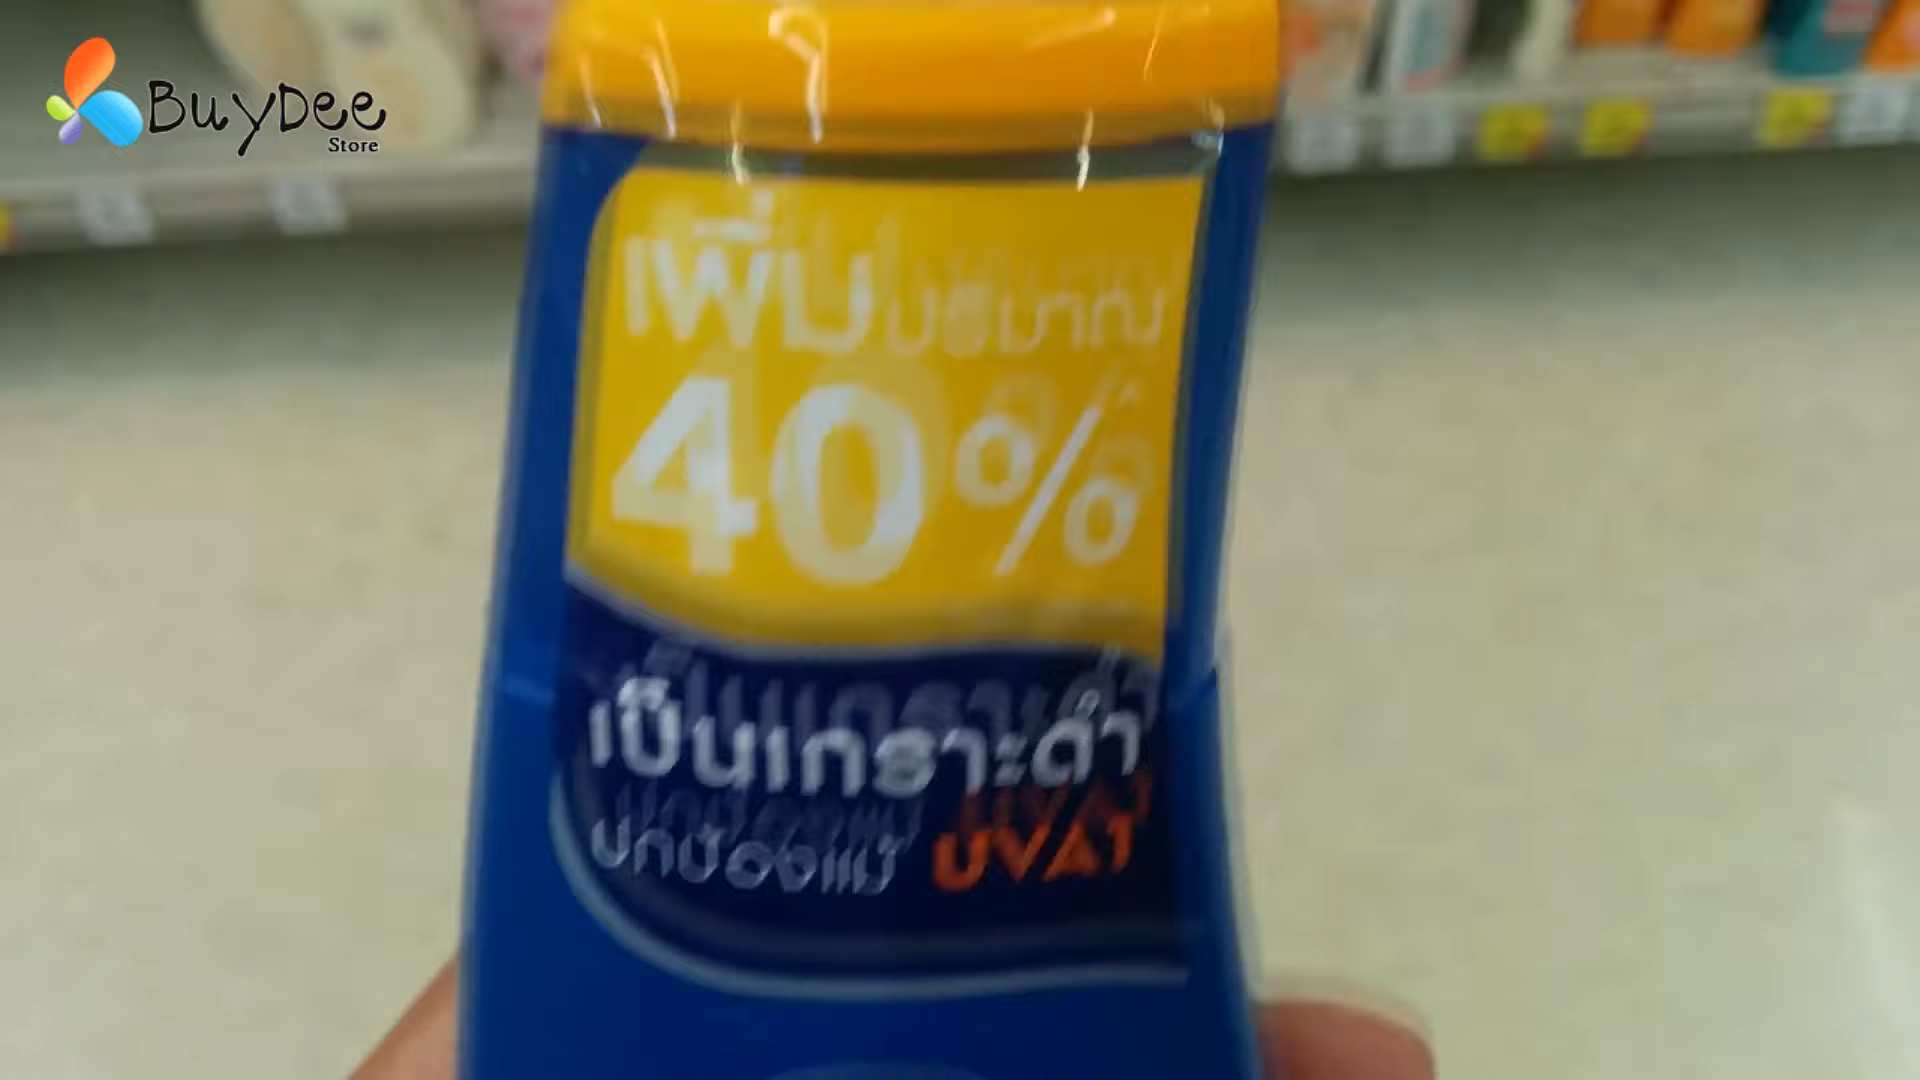 BuyDee
Store
เพิ่มปริมาณ
40%
เป็นเกราะดำ
ปกป้องแม้ UVA1